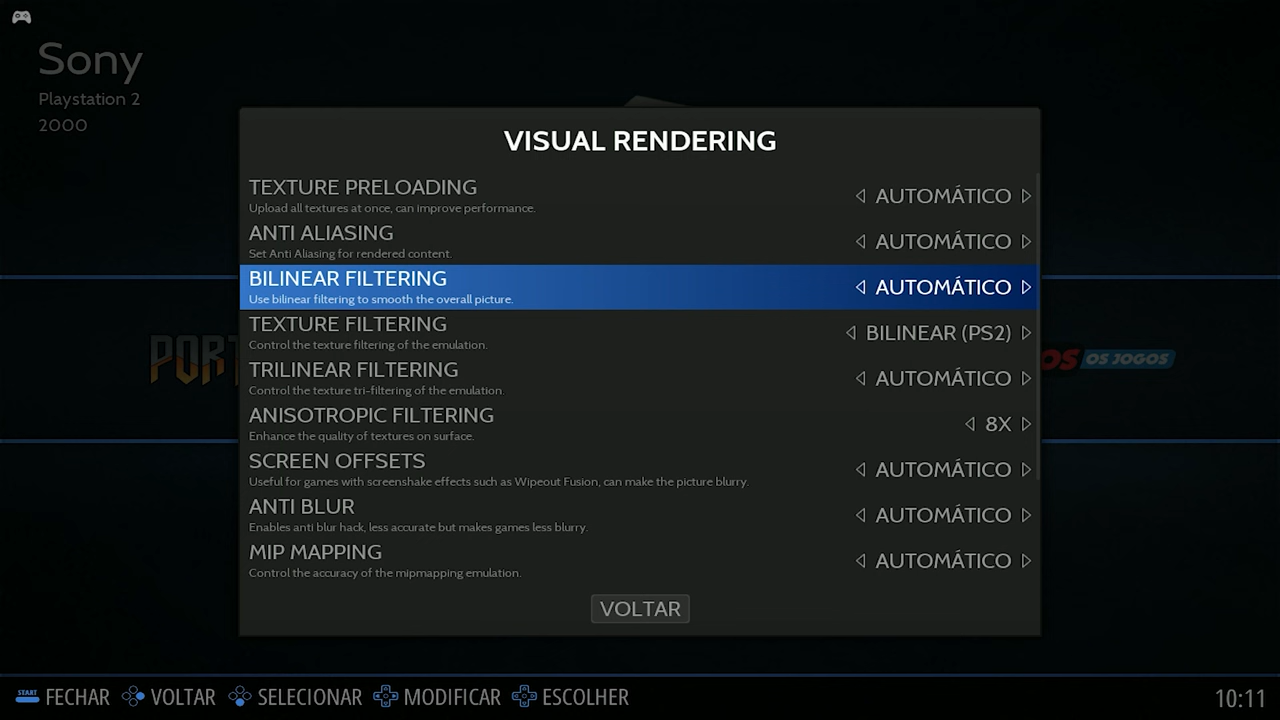 Sony
Playstation 2
2000
VISUAL RENDERING
TEXTURE PRELOADING
AUTOMÁTICO
Upload all textures at once, can improve performance.
ANTI ALIASING
AUTOMÁTICO
Set Anti Aliasing for rendered content.
BILINEAR FILTERING
AUTOMÁTICO
Use bilinear filtering to smooth the overall picture.
TEXTURE FILTERING
BILINEAR (PS2)
Control the texture filtering of the emulation.
TRILINEAR FILTERING
AUTOMÁTICO
Control the texture tri-filtering of the emulation.
ANISOTROPIC FILTERING
8X
Enhance the quality of textures on surface.
SCREEN OFFSETS
AUTOMÁTICO
Useful for games with screenshake effects such as Wipeout Fusion, can make the picture blurry.
ANTI BLUR
AUTOMÁTICO
Enables anti blur hack, less accurate but makes games less blurry.
MIP MAPPING
AUTOMÁTICO
Control the accuracy of the mipmapping emulation.
PORT
OS OS JOGOS
VOLTAR
START FECHAR VOLTAR SELECIONAR MODIFICAR ESCOLHER 10:11